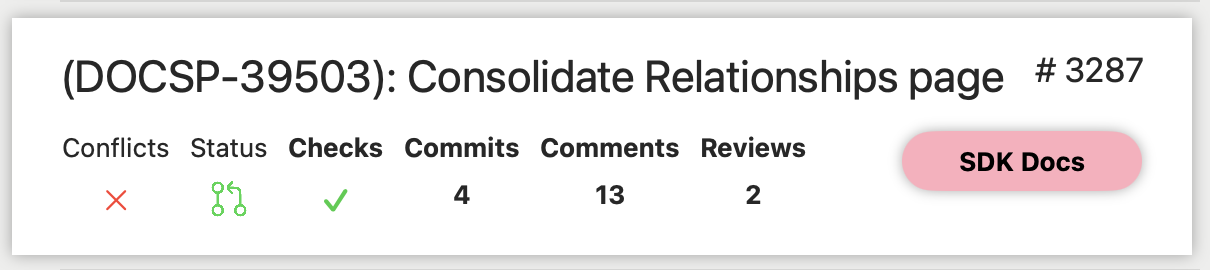 (DOCSP-39503): Consolidate Relationships page # 3287
Conflicts Status Checks Commits Comments Reviews
SDK Docs
4 13 2